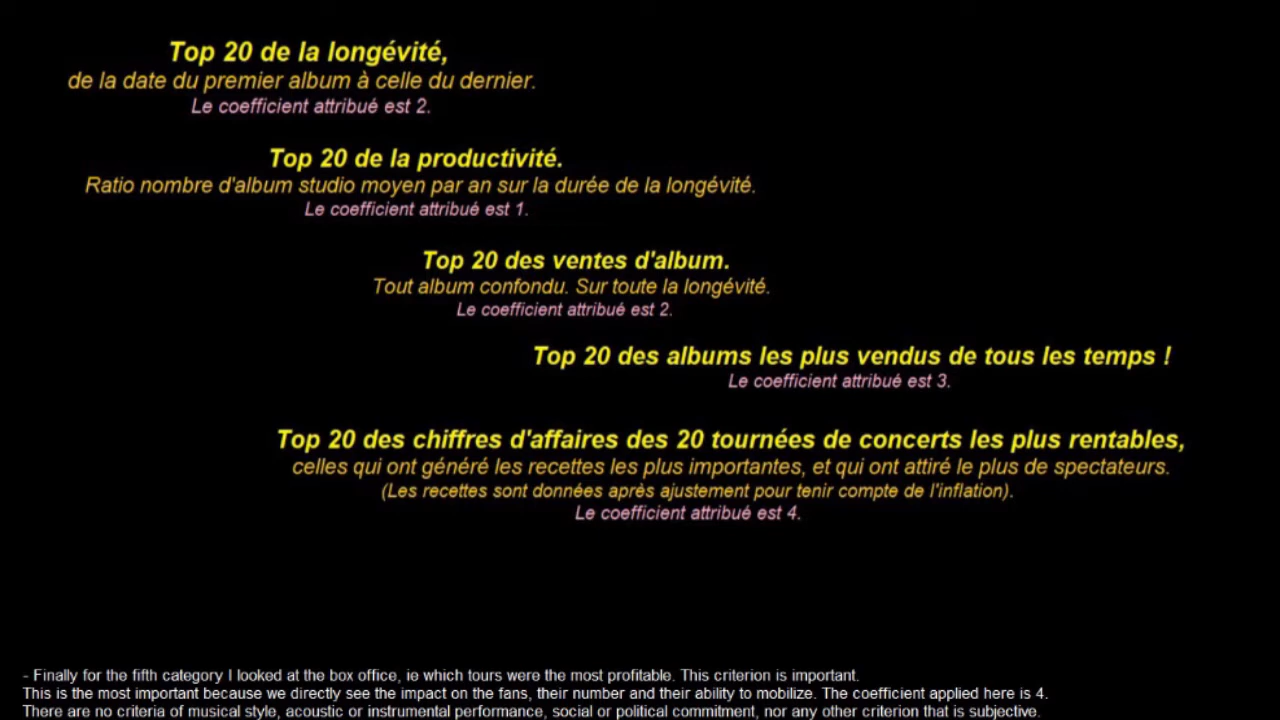 Top 20 de la longévité,
de la date du premier album à celle du dernier.
Le coefficient attribué est 2.
Top 20 de la productivité.
Ratio nombre d'album studio moyen par an sur la durée de la longévité.
Le coefficient attribué est 1.
Top 20 des ventes d'album.
Tout album confondu. Sur toute la longévité.
Le coefficient attribué est 2.
Top 20 des albums les plus vendus de tous les temps !
Le coefficient attribué est 3.
Top 20 des chiffres d'affaires des 20 tournées de concerts les plus rentables,
celles qui ont généré les recettes les plus importantes, et qui ont attiré le plus de spectateurs.
(Les recettes sont données après ajustement pour tenir compte de l'inflation).
Le coefficient attribué est 4.
- Finally for the fifth category I looked at the box office, ie which tours were the most profitable. This criterion is important.
This is the most important because we directly see the impact on the fans, their number and their ability to mobilize. The coefficient applied here is 4.
There are no criteria of musical style, acoustic or instrumental performance, social or political commitment, nor any other criterion that is subjective.